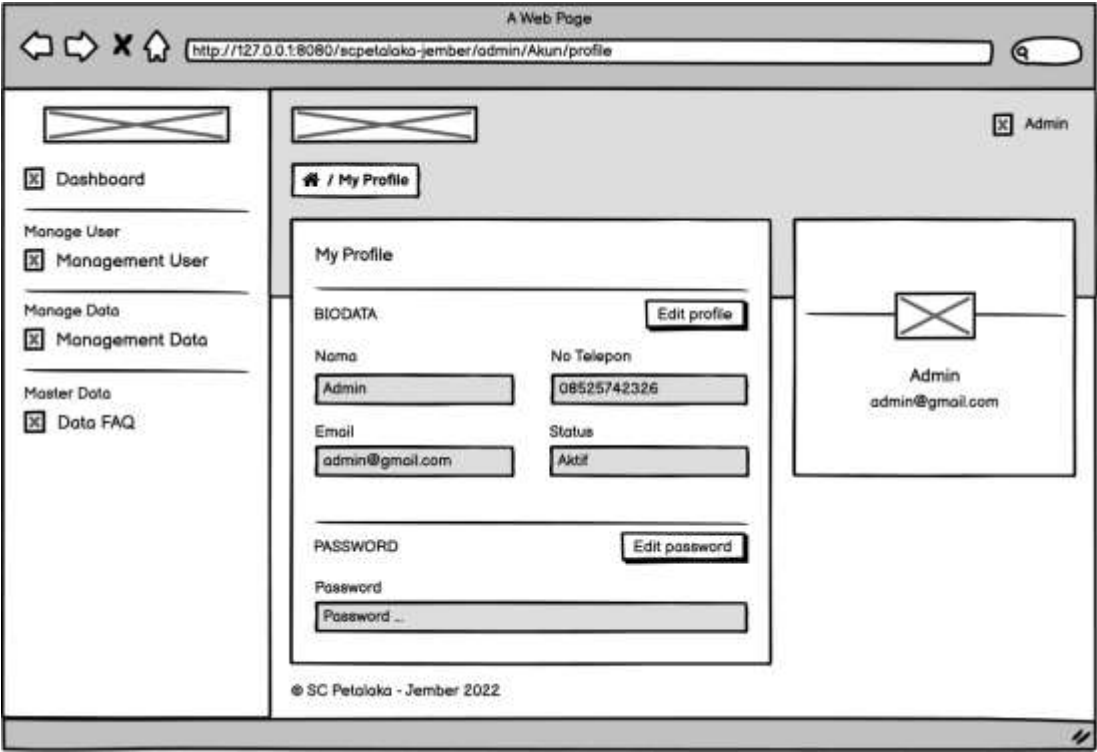 A Web Page
http://127.0.0.1:8080/scpetalaka-jember/admin/Akun/profile
Admin
Dashboard
Manage User
Management User
Manage Data
Management Data
Master Data
Data FAQ
/ My Profile
My Profile
BIODATA
Edit profile
Nama
No Telepon
Admin
08525742326
Email
Status
admin@gmail.com
Aktif
PASSWORD
Edit password
Password
Password ...
Admin
admin@gmail.com
© SC Petalaka - Jember 2022